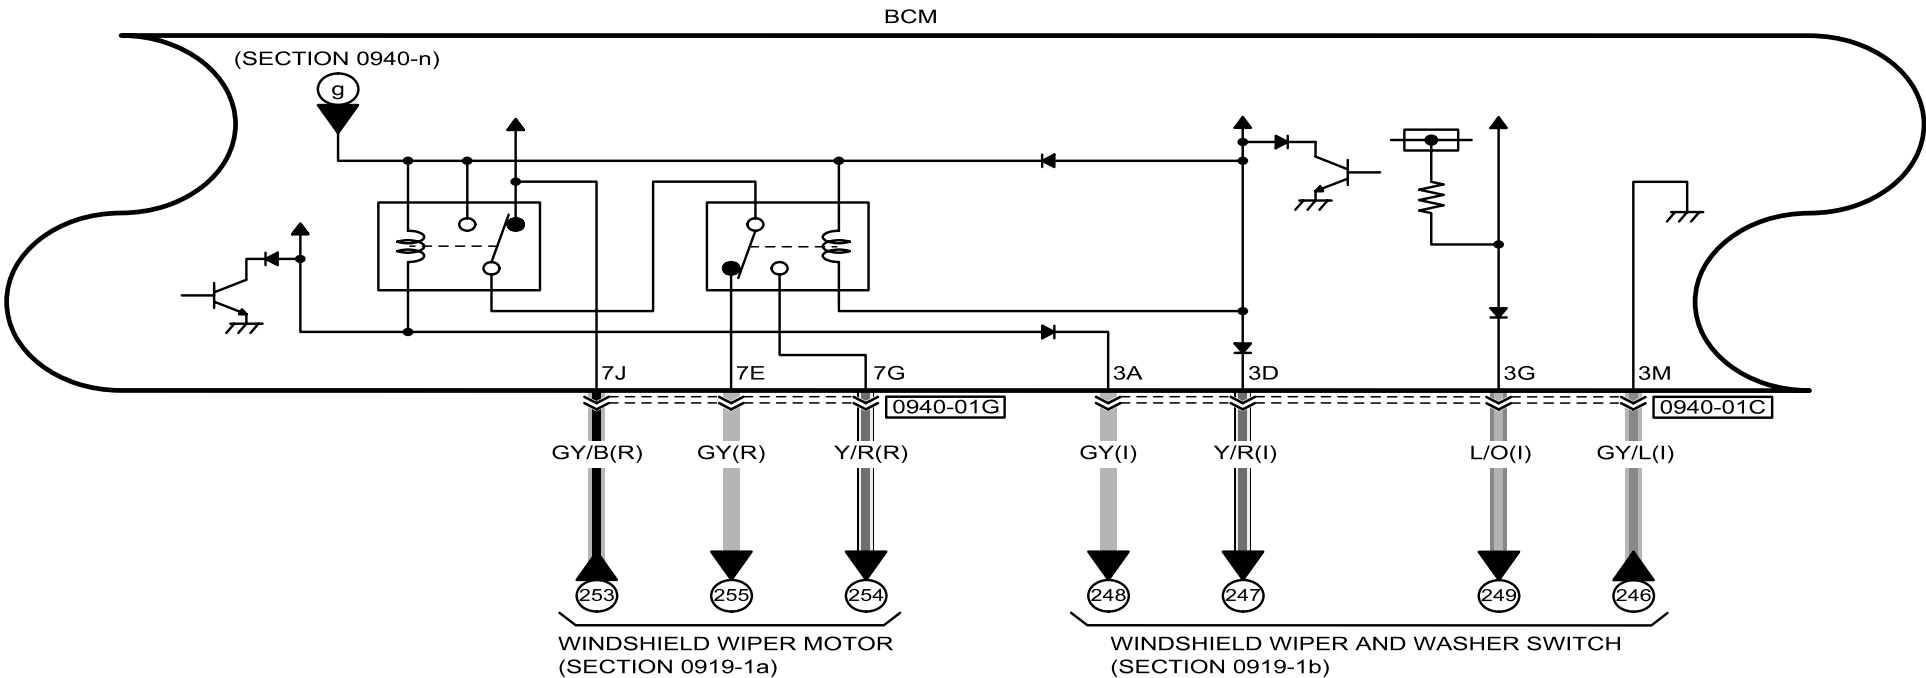 BCM
(SECTION 0940-n)
g
7J 7E 7G 3A 3D 3G 3M
0940-01G 0940-01C
GY/B(R) GY(R) Y/R(R) GY(I) Y/R(I) L/O(I) GY/L(I)
253 255 254 248 247 249 246
WINDSHIELD WIPER MOTOR
(SECTION 0919-1a)
WINDSHIELD WIPER AND WASHER SWITCH
(SECTION 0919-1b)